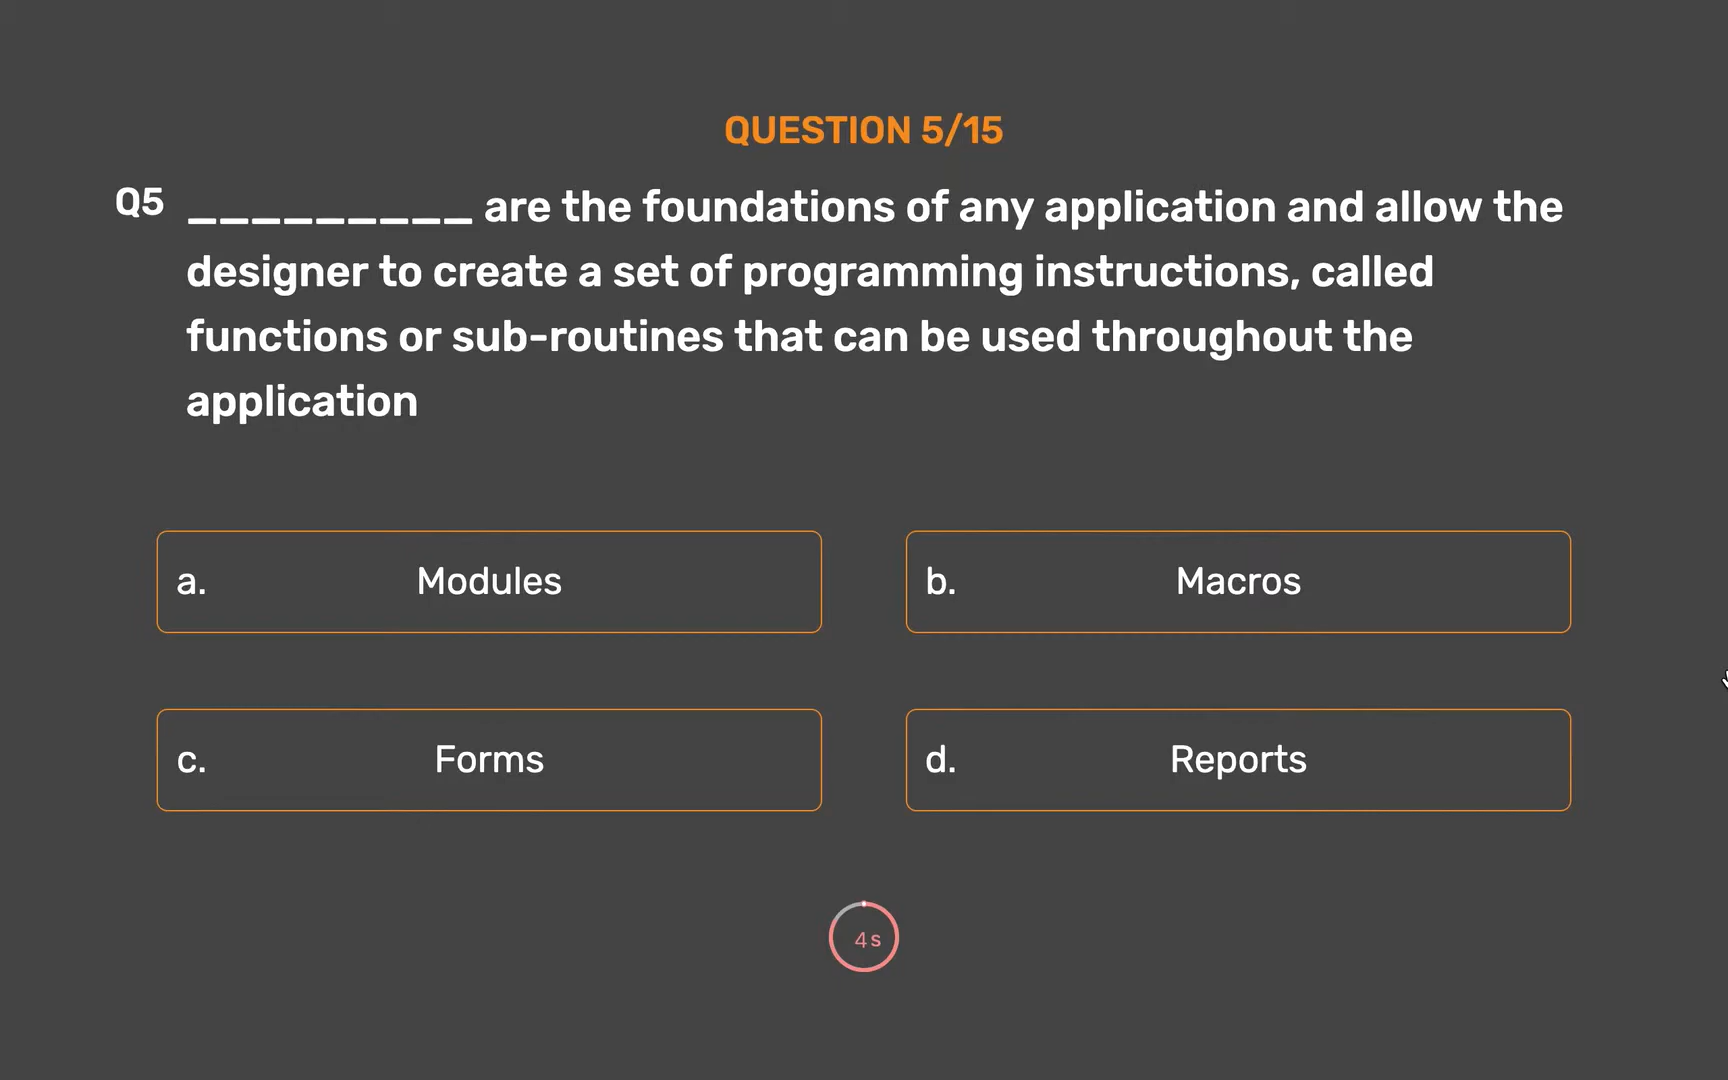 QUESTION 5/15
Q5 _________ are the foundations of any application and allow the
designer to create a set of programming instructions, called
functions or sub-routines that can be used throughout the
application
a. Modules
b. Macros
c. Forms
d. Reports
4s